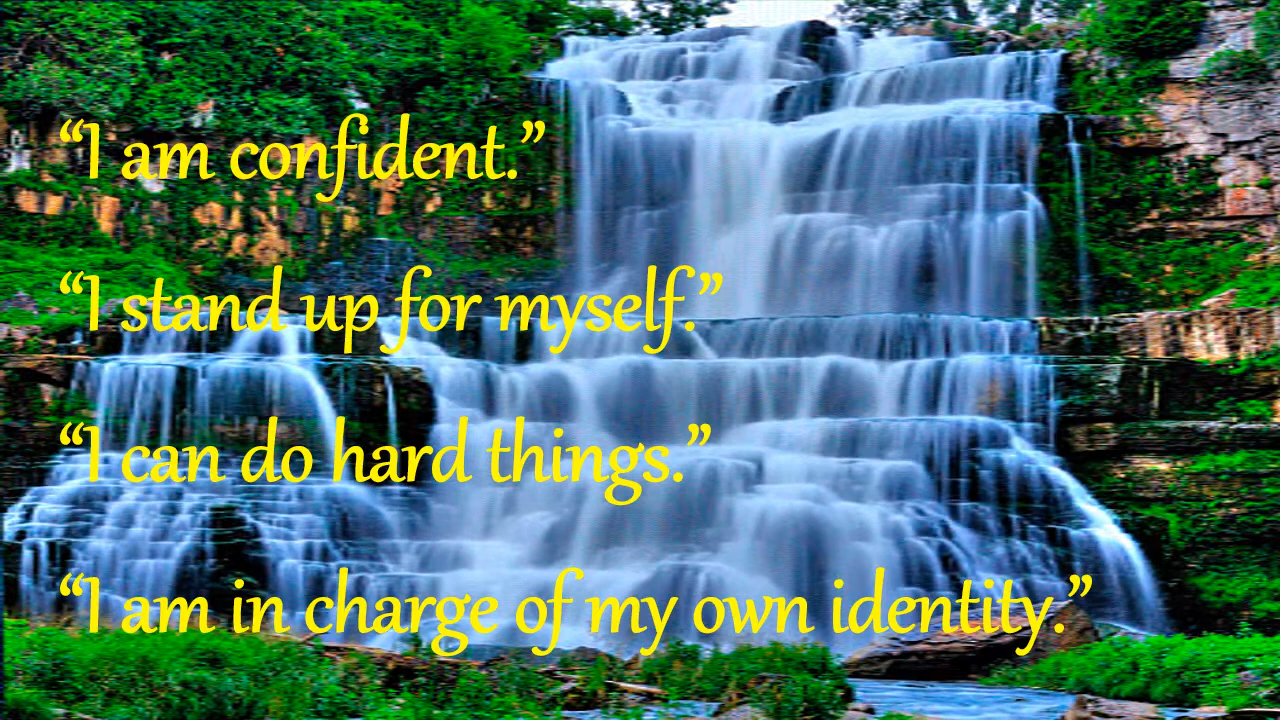 “I am confident.”
“I stand up for myself.”
“I can do hard things.”
“I am in charge of my own identity.”